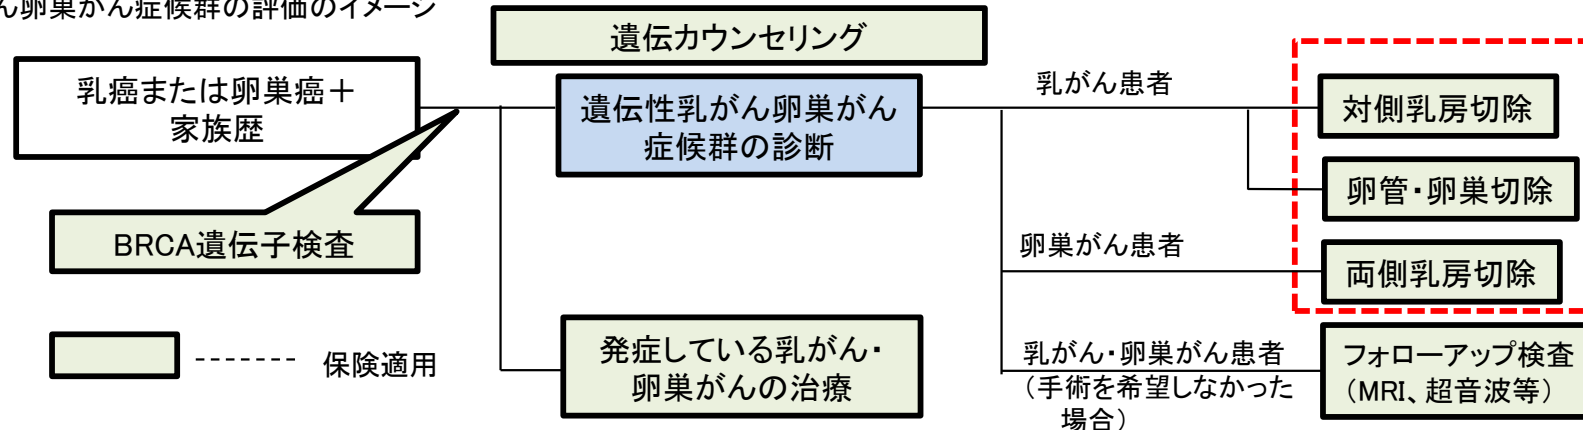 ん卵巣がん症候群の評価のイメージ
遺伝カウンセリング
乳癌または卵巣癌＋
家族歴
BRCA遺伝子検査
遺伝性乳がん卵巣がん
症候群の診断
発症している乳がん・
卵巣がんの治療
乳がん患者
対側乳房切除
卵管・卵巣切除
卵巣がん患者
両側乳房切除
乳がん・卵巣がん患者
（手術を希望しなかった
場合）
フォローアップ検査
（MRI、超音波等）
保険適用